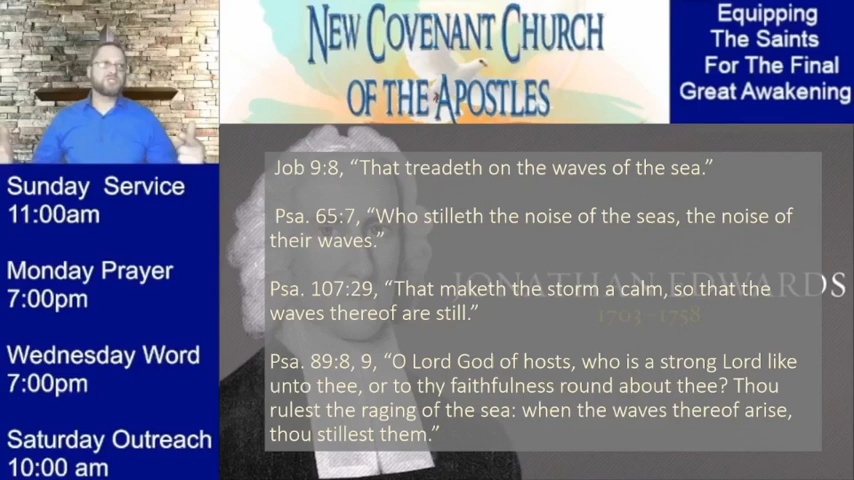 NEW COVENANT CHURCH
OF THE APOSTLES
Equipping
The Saints
For The Final
Great Awakening
Sunday Service
11:00am
Monday Prayer
7:00pm
Wednesday Word
7:00pm
Saturday Outreach
10:00 am
Job 9:8, “That treadeth on the waves of the sea.”
Psa. 65:7, “Who stilleth the noise of the seas, the noise of
their waves.”
Psa. 107:29, “That maketh the storm a calm, so that the
waves thereof are still.”
Psa. 89:8, 9, “O Lord God of hosts, who is a strong Lord like
unto thee, or to thy faithfulness round about thee? Thou
rulest the raging of the sea: when the waves thereof arise,
thou stillest them.”
JONATHAN EDWARDS
1703–1758